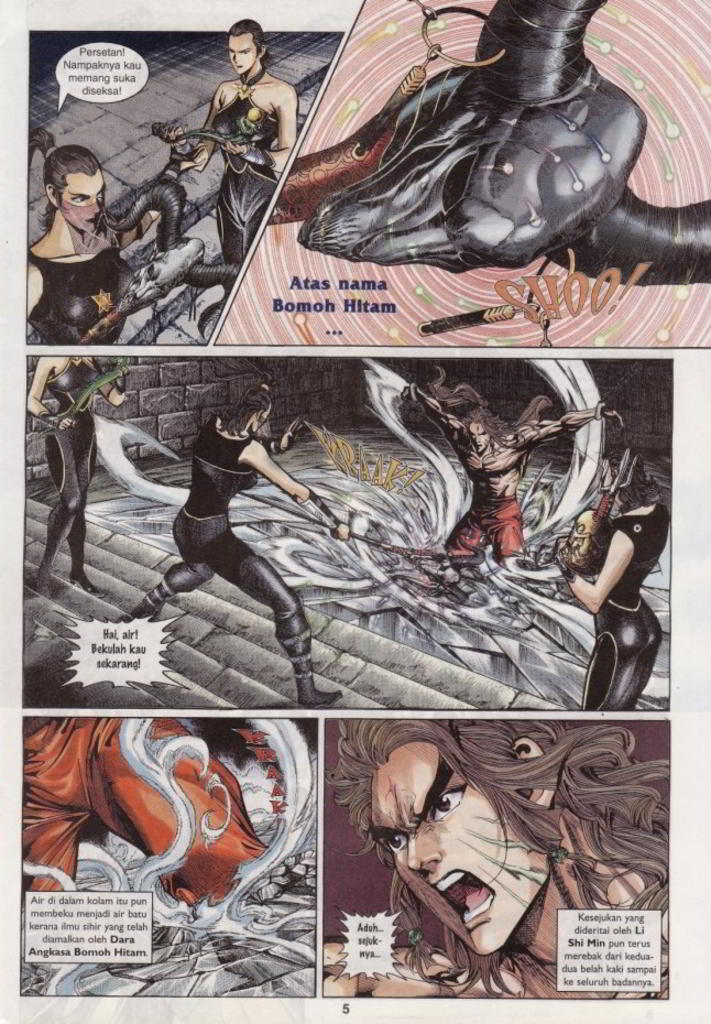 Persetan!
Nampaknya kau
memang suka
diseksa!
Atas nama
Bomoh Hitam
...
SHOO!
KRAAK!
Hai, air!
Bekulah kau
sekarang!
KRAAK
Air di dalam kolam itu pun
membeku menjadi air batu
kerana ilmu sihir yang telah
diamalkan oleh Dara
Angkasa Bomoh Hitam.
Aduh...
sejuk-
nya...
Kesejukan yang
dideritai oleh Li
Shi Min pun terus
merebak dari kedua-
dua belah kaki sampai
ke seluruh badannya.
5